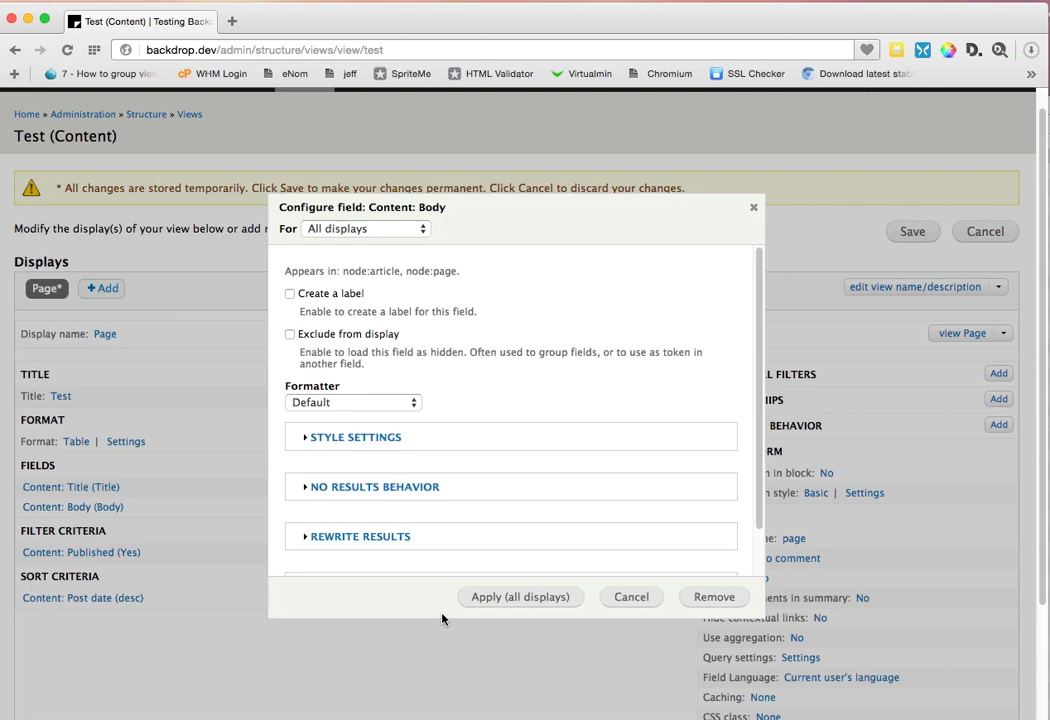 Test (Content) | Testing Back
backdrop.dev/admin/structure/views/view/test
D.
7 - How to group vie
cP WHM Login
eNom
jeff
SpriteMe
HTML Validator
Virtualmin
Chromium
SSL Checker
Download latest stab
Home » Administration » Structure » Views
Test (Content)
* All changes are stored temporarily. Click Save to make your changes permanent. Click Cancel to discard your changes.
Modify the display(s) of your view below or add
Save
Cancel
Displays
Page*
+ Add
edit view name/description
Display name: Page
view Page
TITLE
Title: Test
FORMAT
Format: Table | Settings
FIELDS
Content: Title (Title)
Content: Body (Body)
FILTER CRITERIA
Content: Published (Yes)
SORT CRITERIA
Content: Post date (desc)
Configure field: Content: Body
For All displays
Appears in: node:article, node:page.
Create a label
Enable to create a label for this field.
Exclude from display
Enable to load this field as hidden. Often used to group fields, or to use as token in
another field.
Formatter
Default
STYLE SETTINGS
NO RESULTS BEHAVIOR
REWRITE RESULTS
Apply (all displays)
Cancel
Remove
L FILTERS
Add
HIPS
Add
BEHAVIOR
Add
RM
n in block: No
n style: Basic | Settings
ne: page
o comment
ents in summary: No
Hide contextual links: No
Use aggregation: No
Query settings: Settings
Field Language: Current user's language
Caching: None
CSS class: None